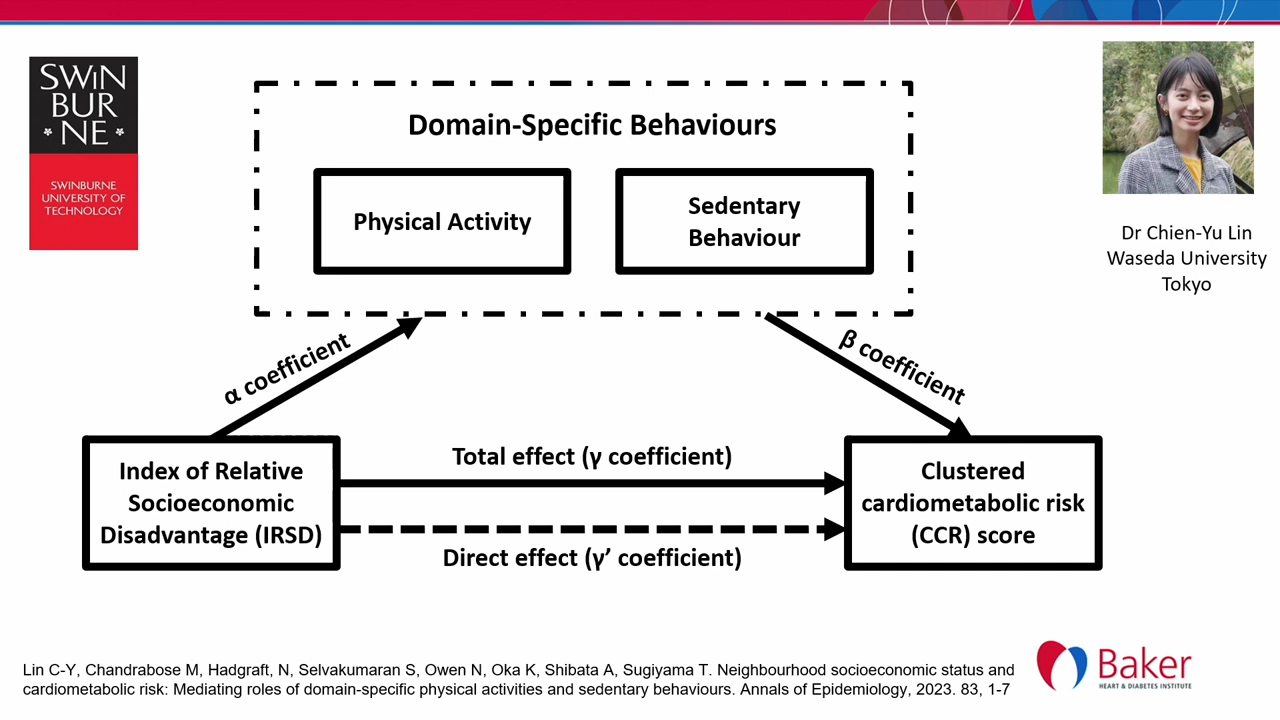 SWIN
BUR
NE
SWINBURNE
UNIVERSITY OF
TECHNOLOGY
Domain-Specific Behaviours
Physical Activity
Sedentary
Behaviour
Dr Chien-Yu Lin
Waseda University
Tokyo
α coefficient
β coefficient
Index of Relative
Socioeconomic
Disadvantage (IRSD)
Total effect (γ coefficient)
Direct effect (γ’ coefficient)
Clustered
cardiometabolic risk
(CCR) score
Lin C-Y, Chandrabose M, Hadgraft, N, Selvakumaran S, Owen N, Oka K, Shibata A, Sugiyama T. Neighbourhood socioeconomic status and
cardiometabolic risk: Mediating roles of domain-specific physical activities and sedentary behaviours. Annals of Epidemiology, 2023. 83, 1-7
Baker
HEART & DIABETES INSTITUTE